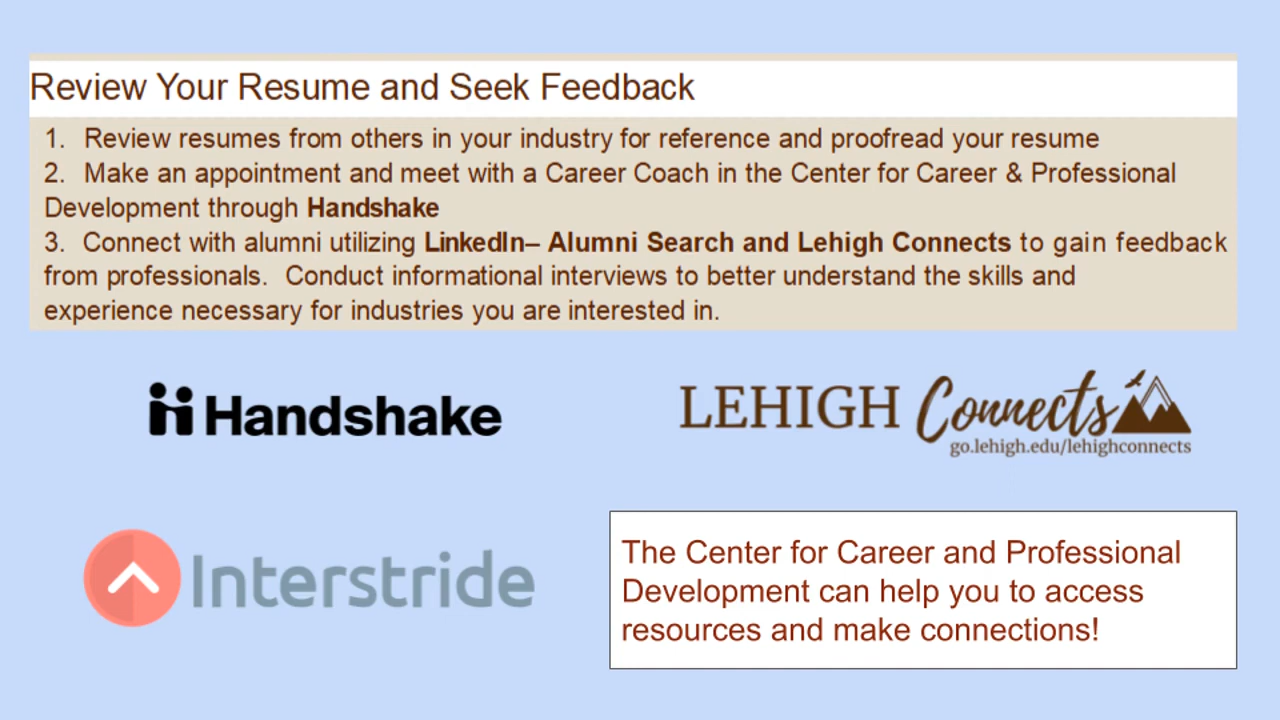 Review Your Resume and Seek Feedback
1. Review resumes from others in your industry for reference and proofread your resume
2. Make an appointment and meet with a Career Coach in the Center for Career & Professional
Development through Handshake
3. Connect with alumni utilizing LinkedIn– Alumni Search and Lehigh Connects to gain feedback
from professionals. Conduct informational interviews to better understand the skills and
experience necessary for industries you are interested in.
Handshake
LEHIGH Connects
go.lehigh.edu/lehighconnects
Interstride
The Center for Career and Professional
Development can help you to access
resources and make connections!